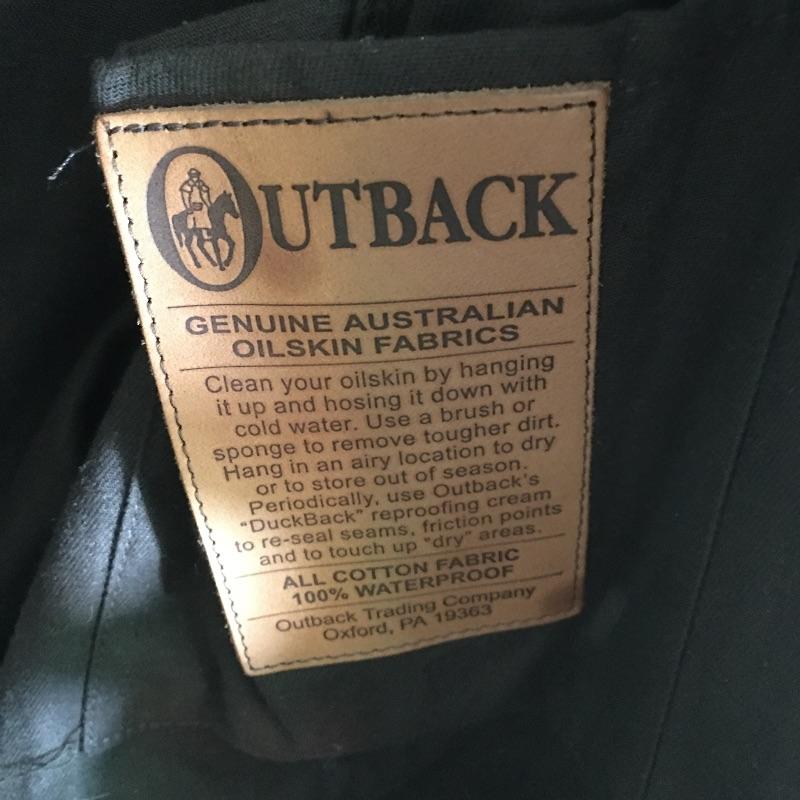 OUTBACK
GENUINE AUSTRALIAN
OILSKIN FABRICS
Clean your oilskin by hanging
it up and hosing it down with
cold water. Use a brush or
sponge to remove tougher dirt.
Hang in an airy location to dry
or to store out of season.
Periodically, use Outback's
"DuckBack" reproofing cream
to re-seal seams, friction points
and to touch up "dry" areas.
ALL COTTON FABRIC
100% WATERPROOF
Outback Trading Company
Oxford, PA 19363